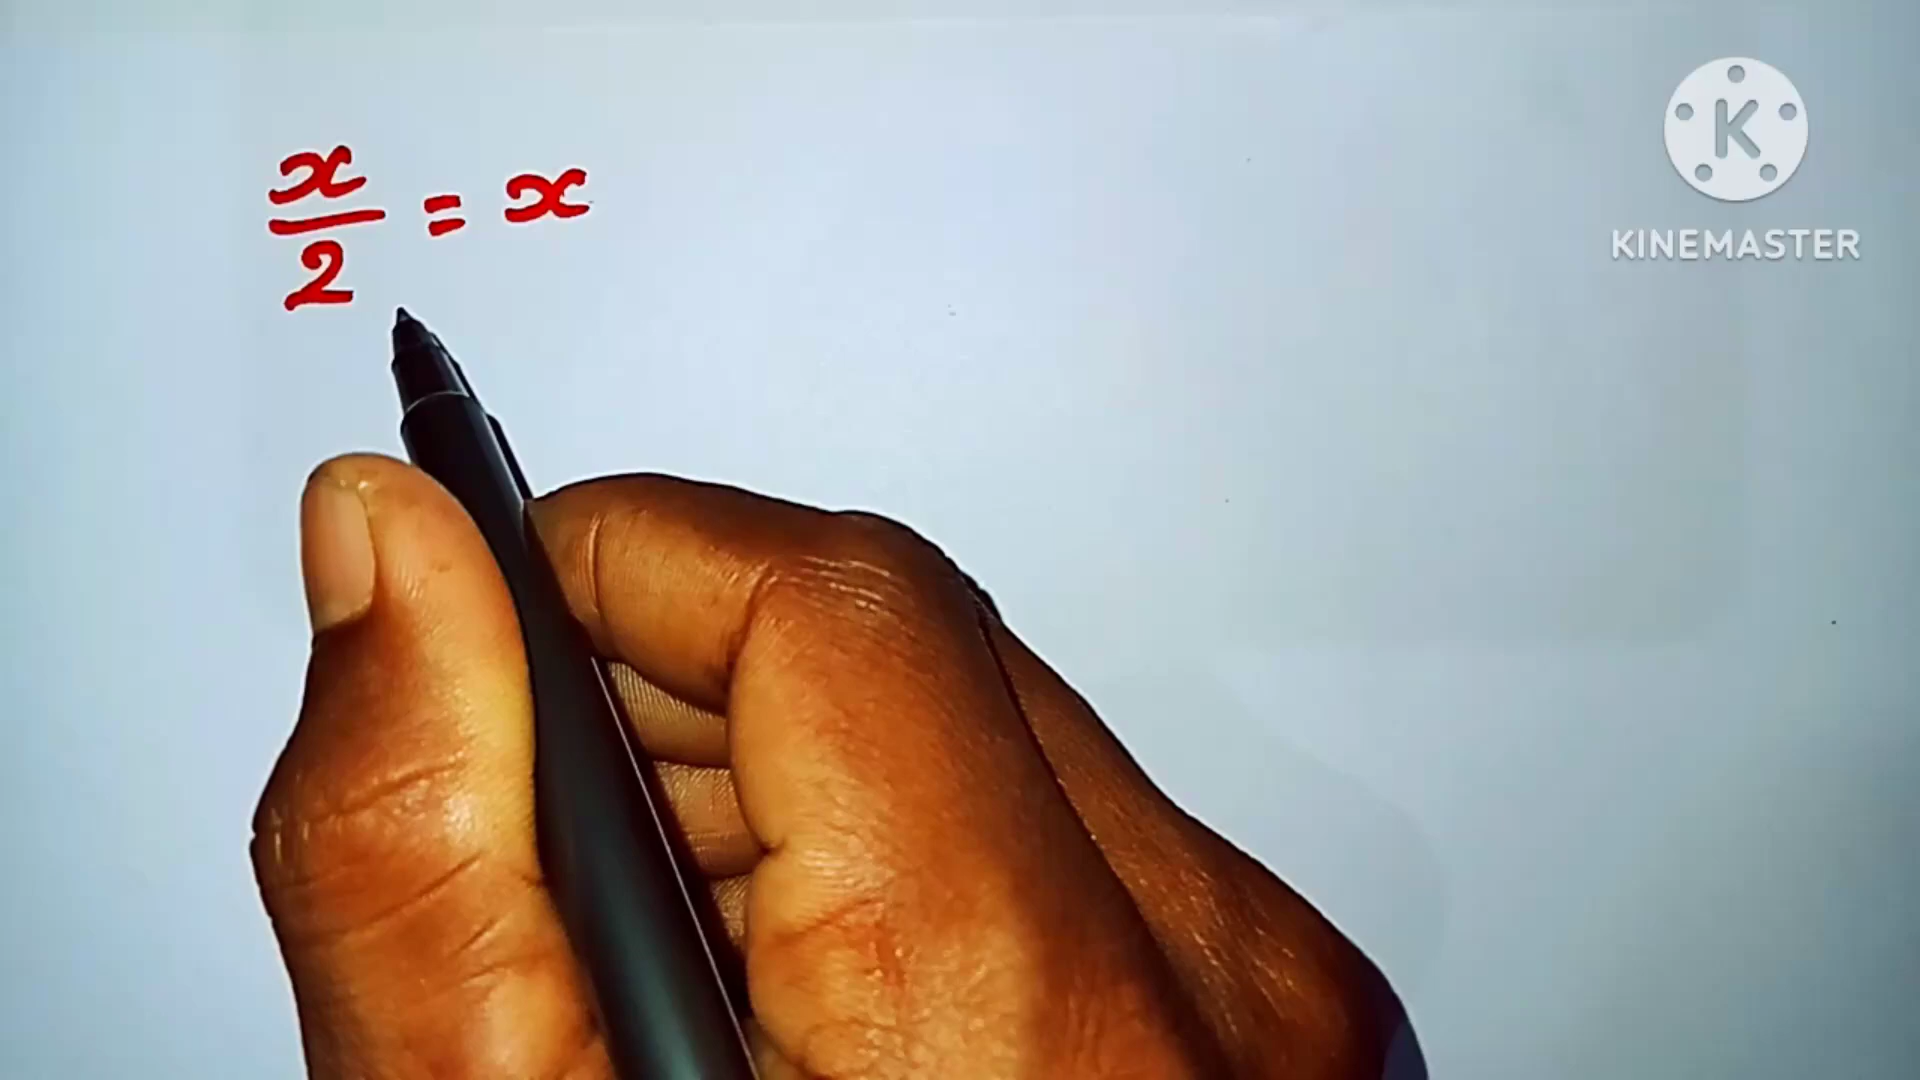 x/2 = x
K
KINEMASTER